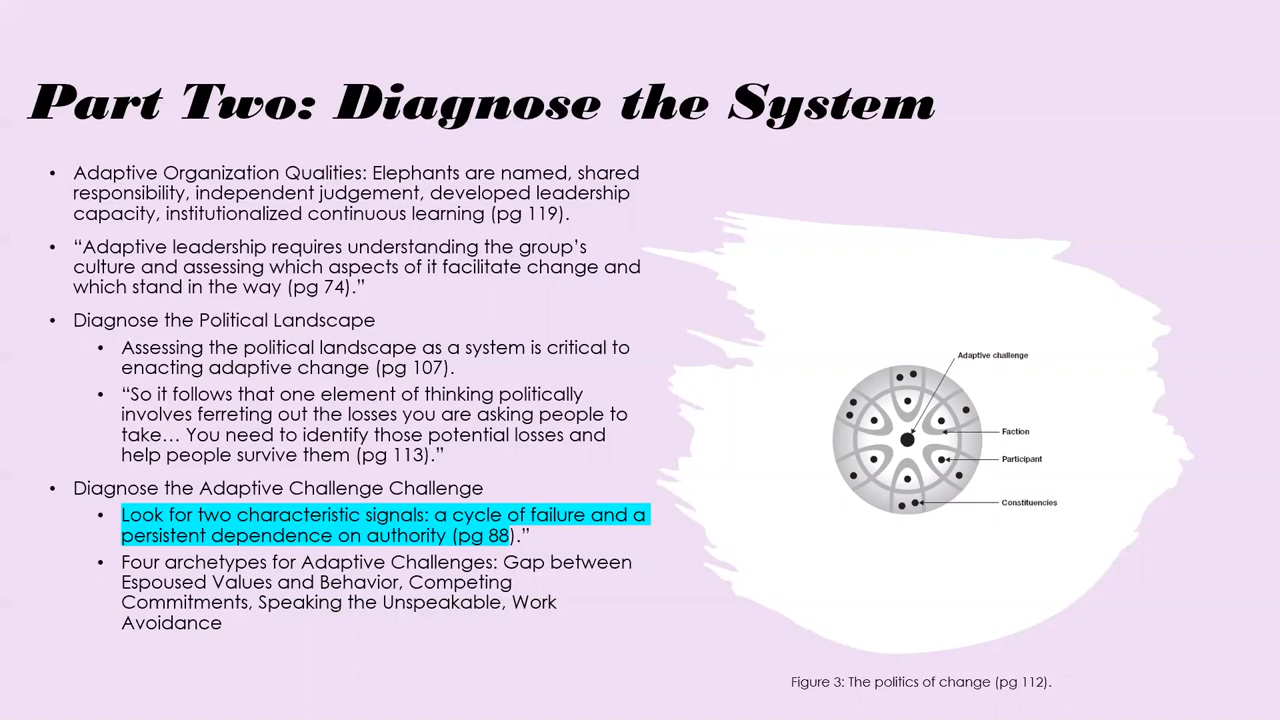 Part Two: Diagnose the System
• Adaptive Organization Qualities: Elephants are named, shared
responsibility, independent judgement, developed leadership
capacity, institutionalized continuous learning (pg 119).
• “Adaptive leadership requires understanding the group’s
culture and assessing which aspects of it facilitate change and
which stand in the way (pg 74).”
• Diagnose the Political Landscape
• Assessing the political landscape as a system is critical to
enacting adaptive change (pg 107).
• “So it follows that one element of thinking politically
involves ferreting out the losses you are asking people to
take… You need to identify those potential losses and
help people survive them (pg 113).”
• Diagnose the Adaptive Challenge Challenge
• Look for two characteristic signals: a cycle of failure and a
persistent dependence on authority (pg 88).”
• Four archetypes for Adaptive Challenges: Gap between
Espoused Values and Behavior, Competing
Commitments, Speaking the Unspeakable, Work
Avoidance
Adaptive challenge
Faction
Participant
Constituencies
Figure 3: The politics of change (pg 112).